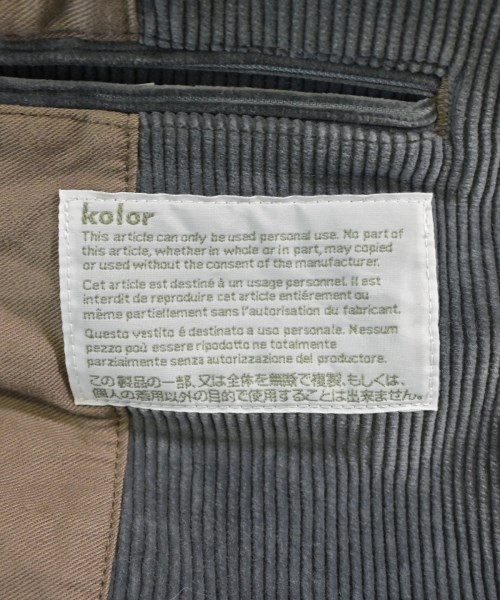 kolor
This article can only be used personal use. No part of
this article, whether in whole or in part, may copied
or used without the consent of the manufacturer.
Cet article est destiné à un usage personnel. Il est
interdit de reproduire cet article entiérement ou
même partiellement sans l'autorisation du fabricant.
Questo vestito é destinato a uso personale. Nessum
pezzo poú essere ripodotto ne totalmente
parzialmente senza autorizzazione del productore.
この製品の一部、又は全体を無断で複製、もしくは、
個人の着用以外の目的で使用することは出来ません。